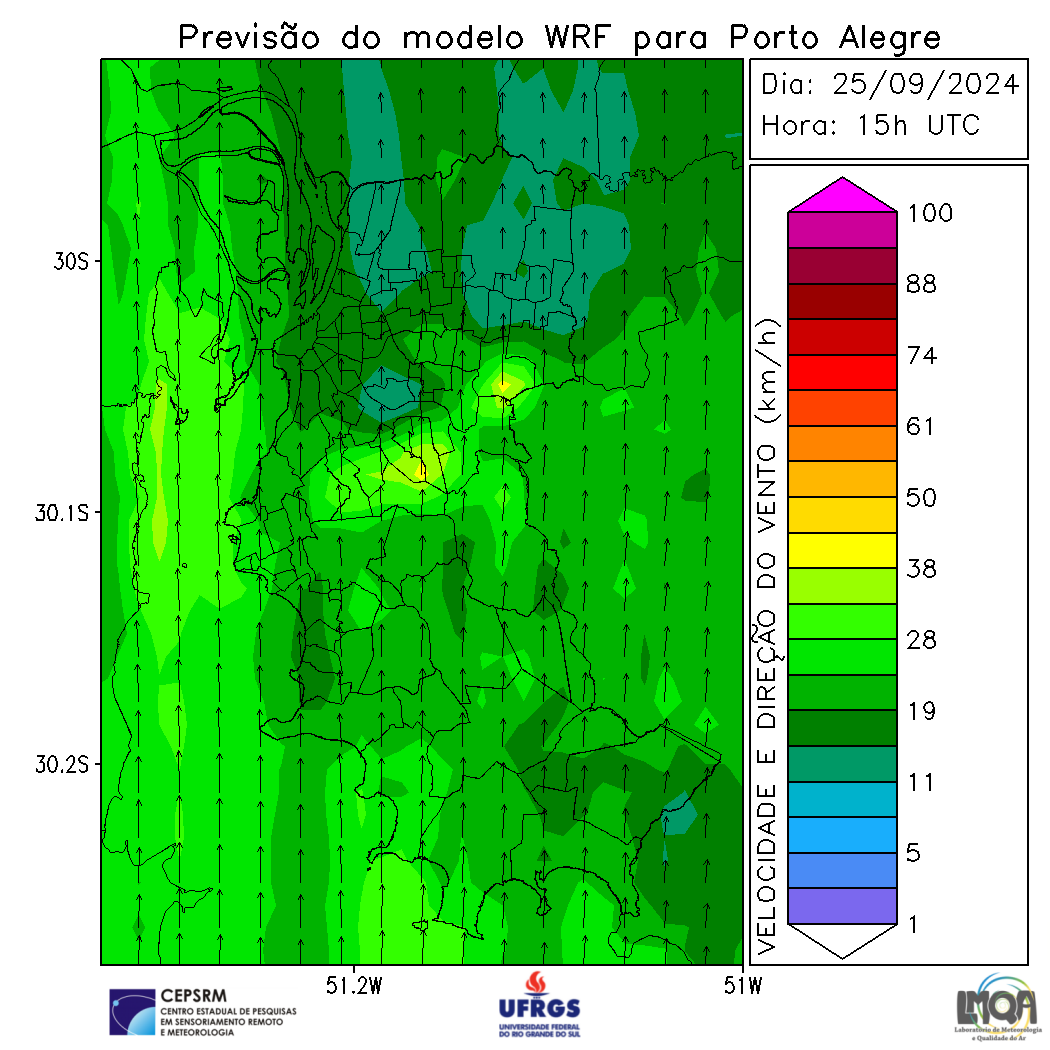 Previsão do modelo WRF para Porto Alegre
Dia: 25/09/2024
Hora: 15h UTC
30S
30.1S
30.2S
51.2W
51W
VELOCIDADE E DIREÇÃO DO VENTO (km/h)
100
88
74
61
50
38
28
19
11
5
1
CEPSRM
CENTRO ESTADUAL DE PESQUISAS
EM SENSORIAMENTO REMOTO
E METEOROLOGIA
UFRGS
UNIVERSIDADE FEDERAL
DO RIO GRANDE DO SUL
LMQA
Laboratório de Meteorologia
e Qualidade do Ar